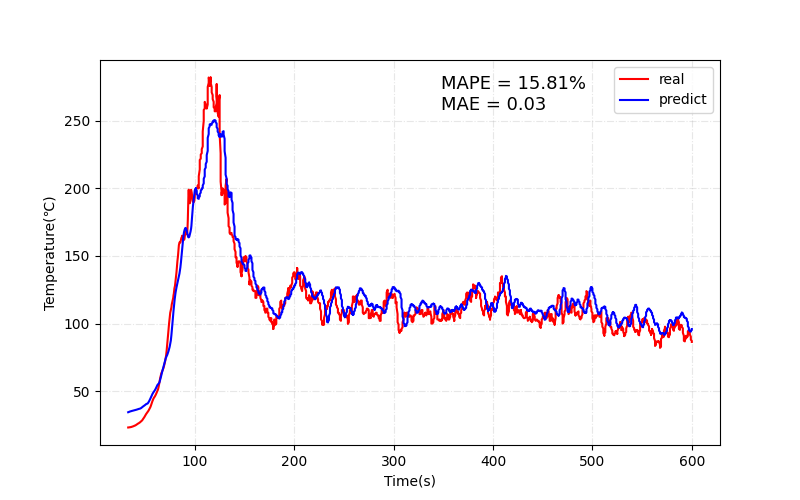 MAPE = 15.81%
MAE = 0.03
real
predict
Temperature(℃)
250
200
150
100
50
100
200
300
400
500
600
Time(s)